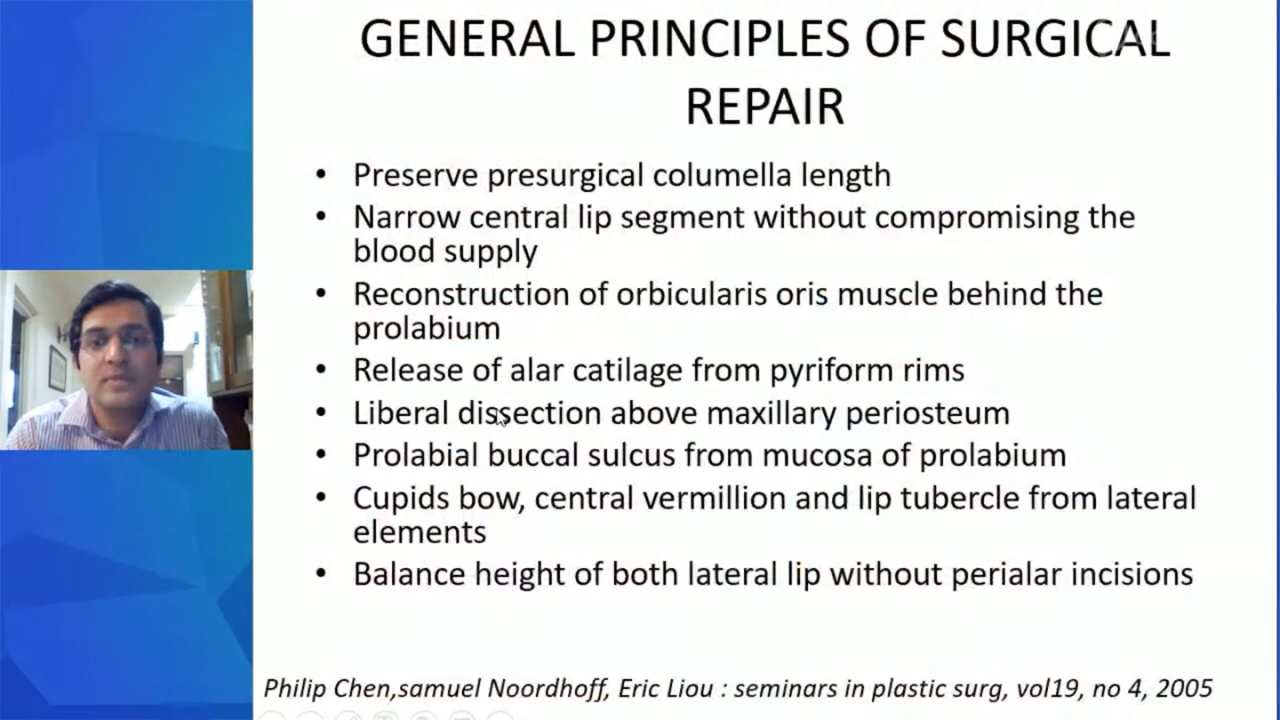 GENERAL PRINCIPLES OF SURGICAL
REPAIR
• Preserve presurgical columella length
• Narrow central lip segment without compromising the
blood supply
• Reconstruction of orbicularis oris muscle behind the
prolabium
• Release of alar catilage from pyriform rims
• Liberal dissection above maxillary periosteum
• Prolabial buccal sulcus from mucosa of prolabium
• Cupids bow, central vermillion and lip tubercle from lateral
elements
• Balance height of both lateral lip without perialar incisions
Philip Chen,samuel Noordhoff, Eric Liou : seminars in plastic surg, vol19, no 4, 2005